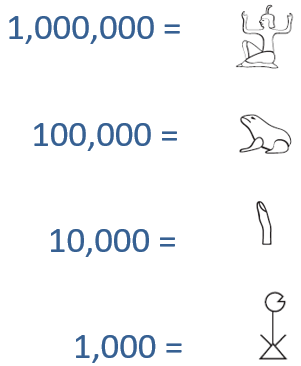 1,000,000 =
100,000 =
10,000 =
1,000 =